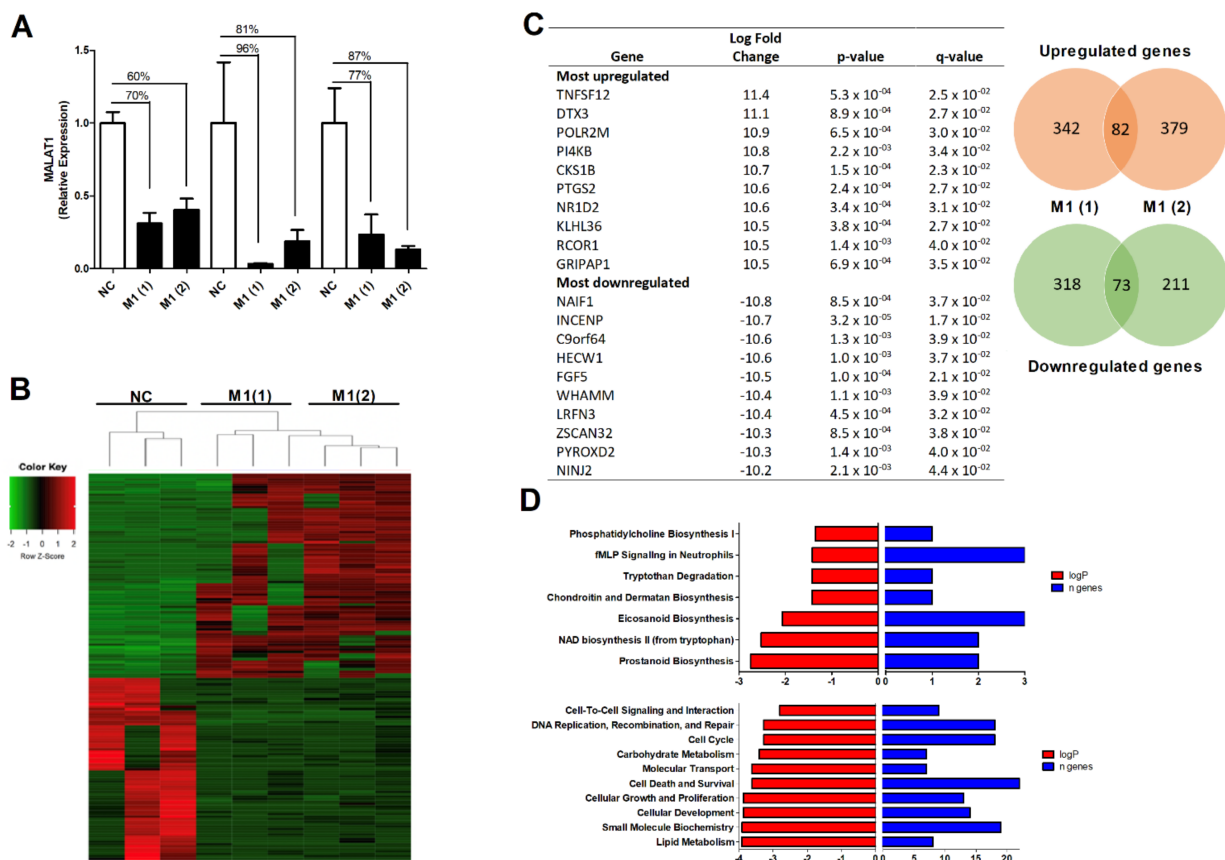 A
MALAT1
(Relative Expression)
1.5
1.0
0.5
0.0
70%
60%
96%
81%
77%
87%
NC
M1 (1)
M1 (2)
NC
M1 (1)
M1 (2)
NC
M1 (1)
M1 (2)
B
NC
M1(1)
M1(2)
Color Key
-2 -1 0 1 2
Row Z-Score
C
Gene Log Fold Change p-value q-value
Most upregulated
TNFSF12 11.4 5.3 x 10⁻⁰⁴ 2.5 x 10⁻⁰²
DTX3 11.1 8.9 x 10⁻⁰⁴ 2.7 x 10⁻⁰²
POLR2M 10.9 6.5 x 10⁻⁰⁴ 3.0 x 10⁻⁰²
PI4KB 10.8 2.2 x 10⁻⁰³ 3.4 x 10⁻⁰²
CKS1B 10.7 1.5 x 10⁻⁰⁴ 2.3 x 10⁻⁰²
PTGS2 10.6 2.4 x 10⁻⁰⁴ 2.7 x 10⁻⁰²
NR1D2 10.6 3.4 x 10⁻⁰⁴ 3.1 x 10⁻⁰²
KLHL36 10.5 3.8 x 10⁻⁰⁴ 2.7 x 10⁻⁰²
RCOR1 10.5 1.4 x 10⁻⁰³ 4.0 x 10⁻⁰²
GRIPAP1 10.5 6.9 x 10⁻⁰⁴ 3.5 x 10⁻⁰²
Most downregulated
NAIF1 -10.8 8.5 x 10⁻⁰⁴ 3.7 x 10⁻⁰²
INCENP -10.7 3.2 x 10⁻⁰⁵ 1.7 x 10⁻⁰²
C9orf64 -10.6 1.3 x 10⁻⁰³ 3.9 x 10⁻⁰²
HECW1 -10.6 1.0 x 10⁻⁰³ 3.7 x 10⁻⁰²
FGF5 -10.5 1.0 x 10⁻⁰⁴ 2.1 x 10⁻⁰²
WHAMM -10.4 1.1 x 10⁻⁰³ 3.9 x 10⁻⁰²
LRFN3 -10.4 4.5 x 10⁻⁰⁴ 3.2 x 10⁻⁰²
ZSCAN32 -10.3 8.5 x 10⁻⁰⁴ 3.8 x 10⁻⁰²
PYROXD2 -10.3 1.4 x 10⁻⁰³ 4.0 x 10⁻⁰²
NINJ2 -10.2 2.1 x 10⁻⁰³ 4.4 x 10⁻⁰²
Upregulated genes
342 82 379
M1 (1) M1 (2)
318 73 211
Downregulated genes
D
Phosphatidylcholine Biosynthesis I
fMLP Signaling in Neutrophils
Tryptothan Degradation
Chondroitin and Dermatan Biosynthesis
Eicosanoid Biosynthesis
NAD biosynthesis II (from tryptophan)
Prostanoid Biosynthesis
-3 -2 -1 0 0 1 2 3
logP
n genes
Cell-To-Cell Signaling and Interaction
DNA Replication, Recombination, and Repair
Cell Cycle
Carbohydrate Metabolism
Molecular Transport
Cell Death and Survival
Cellular Growth and Proliferation
Cellular Development
Small Molecule Biochemistry
Lipid Metabolism
-4 -3 -2 -1 0 0 5 10 15 20
logP
n genes